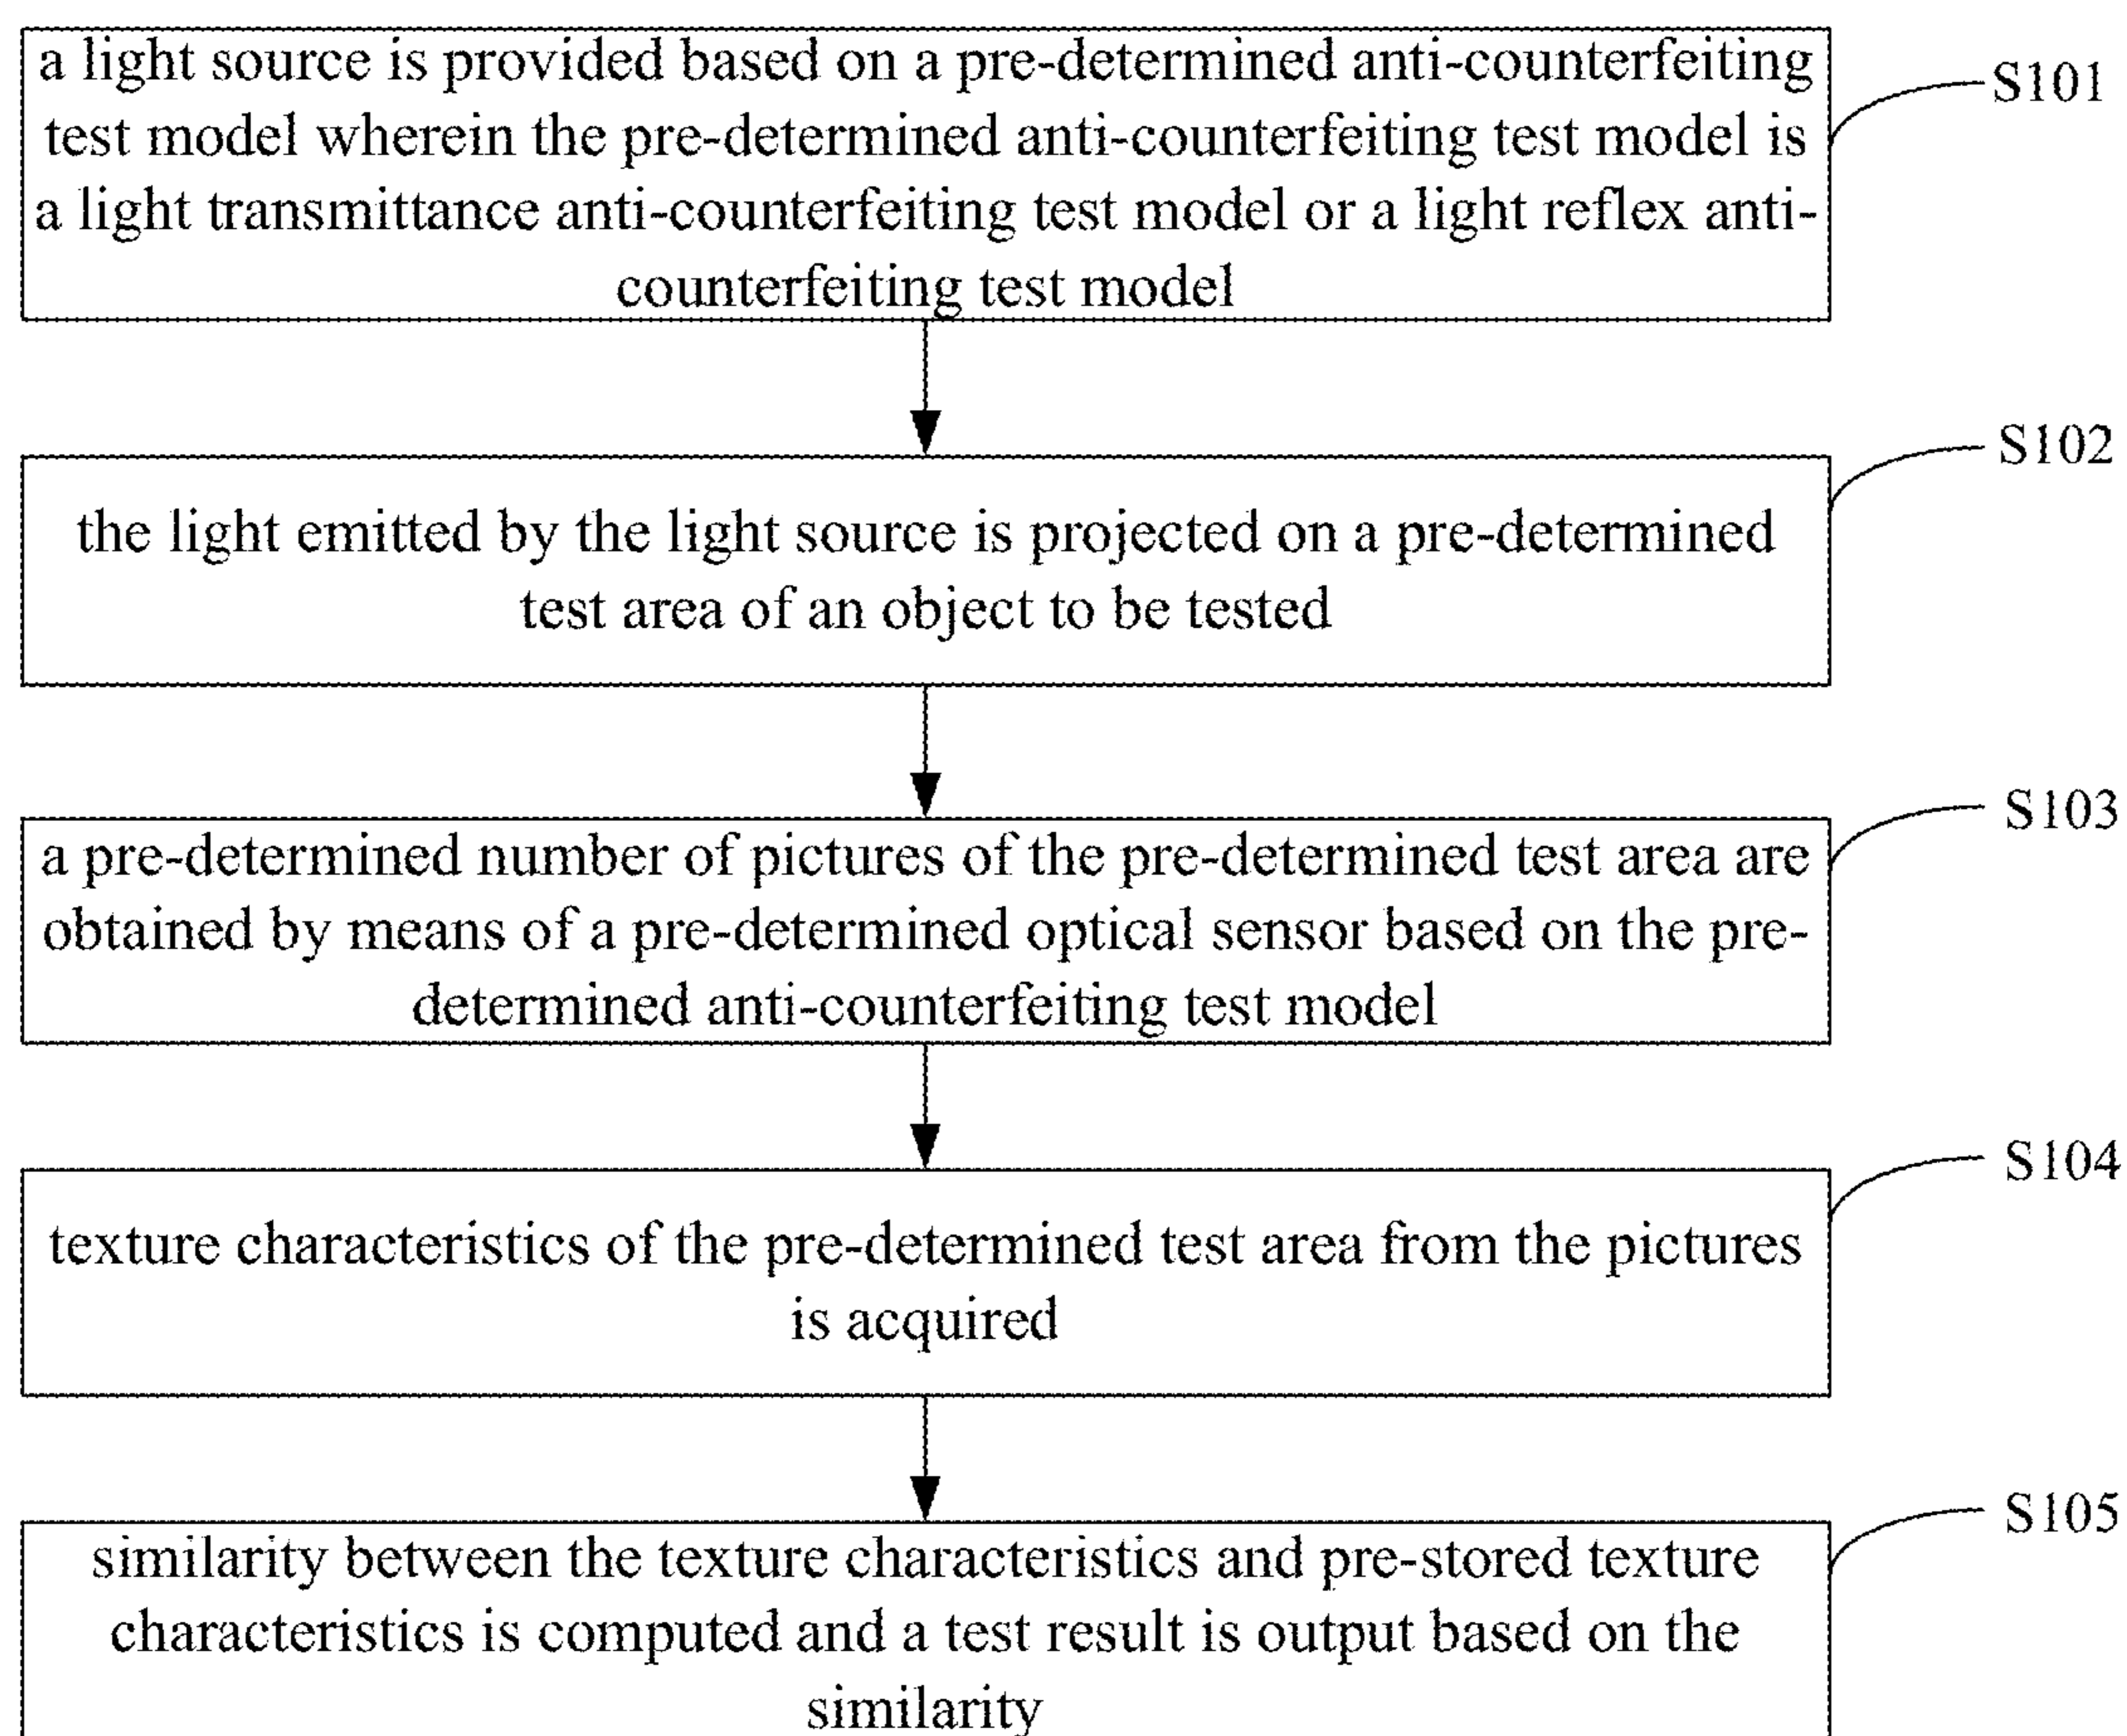 a light source is provided based on a pre-determined anti-counterfeiting
test model wherein the pre-determined anti-counterfeiting test model is
a light transmittance anti-counterfeiting test model or a light reflex anti-
counterfeiting test model
S101
the light emitted by the light source is projected on a pre-determined
test area of an object to be tested
S102
a pre-determined number of pictures of the pre-determined test area are
obtained by means of a pre-determined optical sensor based on the pre-
determined anti-counterfeiting test model
S103
texture characteristics of the pre-determined test area from the pictures
is acquired
S104
similarity between the texture characteristics and pre-stored texture
characteristics is computed and a test result is output based on the
similarity
S105